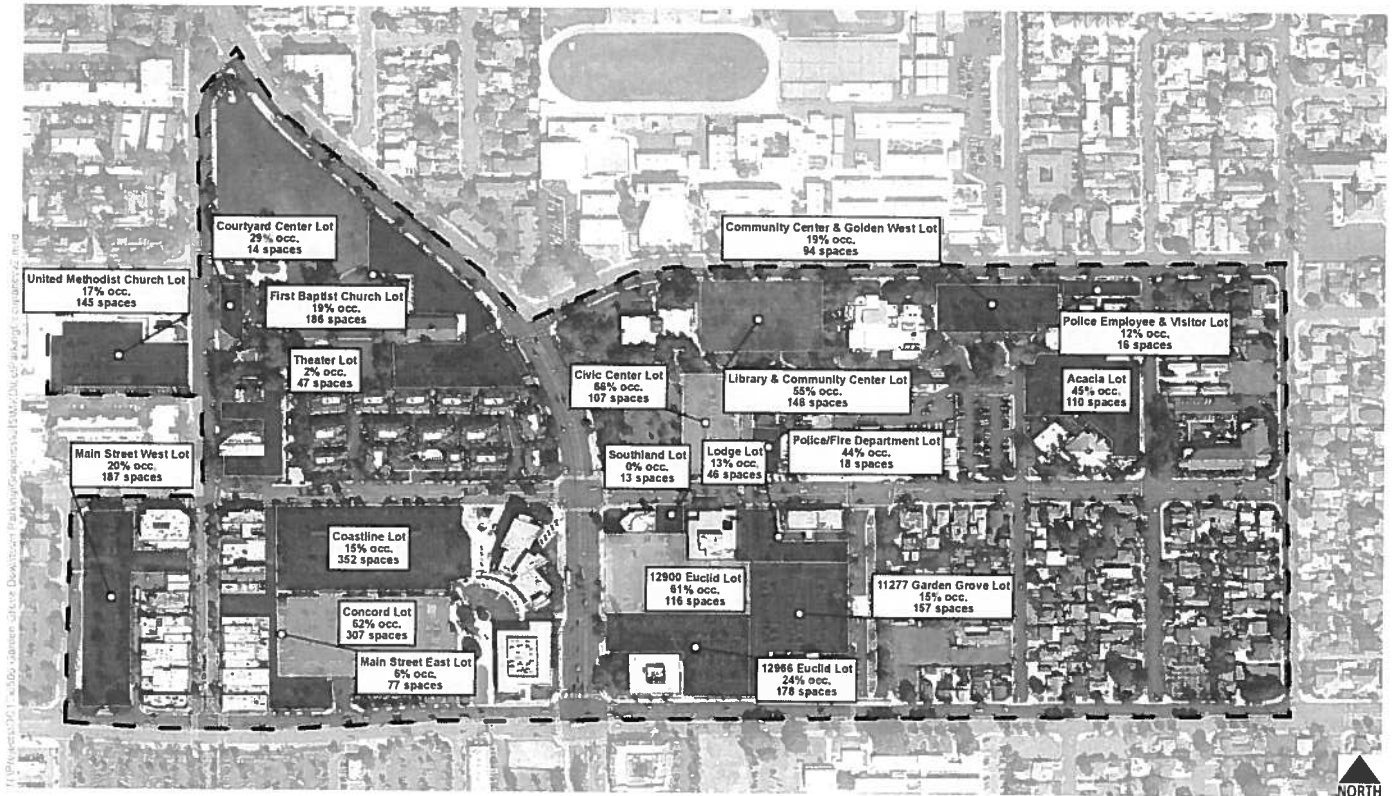 Courtyard Center Lot
29% occ.
14 spaces
Community Center & Golden West Lot
19% occ.
94 spaces
United Methodist Church Lot
17% occ.
145 spaces
First Baptist Church Lot
19% occ.
186 spaces
Police Employee & Visitor Lot
12% occ.
16 spaces
Theater Lot
2% occ.
47 spaces
Civic Center Lot
66% occ.
107 spaces
Library & Community Center Lot
55% occ.
148 spaces
Acacia Lot
45% occ.
110 spaces
Main Street West Lot
20% occ.
187 spaces
Southland Lot
0% occ.
13 spaces
Lodge Lot
13% occ.
46 spaces
Police/Fire Department Lot
44% occ.
18 spaces
Coastline Lot
15% occ.
352 spaces
12900 Euclid Lot
61% occ.
116 spaces
11277 Garden Grove Lot
15% occ.
157 spaces
Concord Lot
62% occ.
307 spaces
Main Street East Lot
6% occ.
77 spaces
12966 Euclid Lot
24% occ.
178 spaces
NORTH